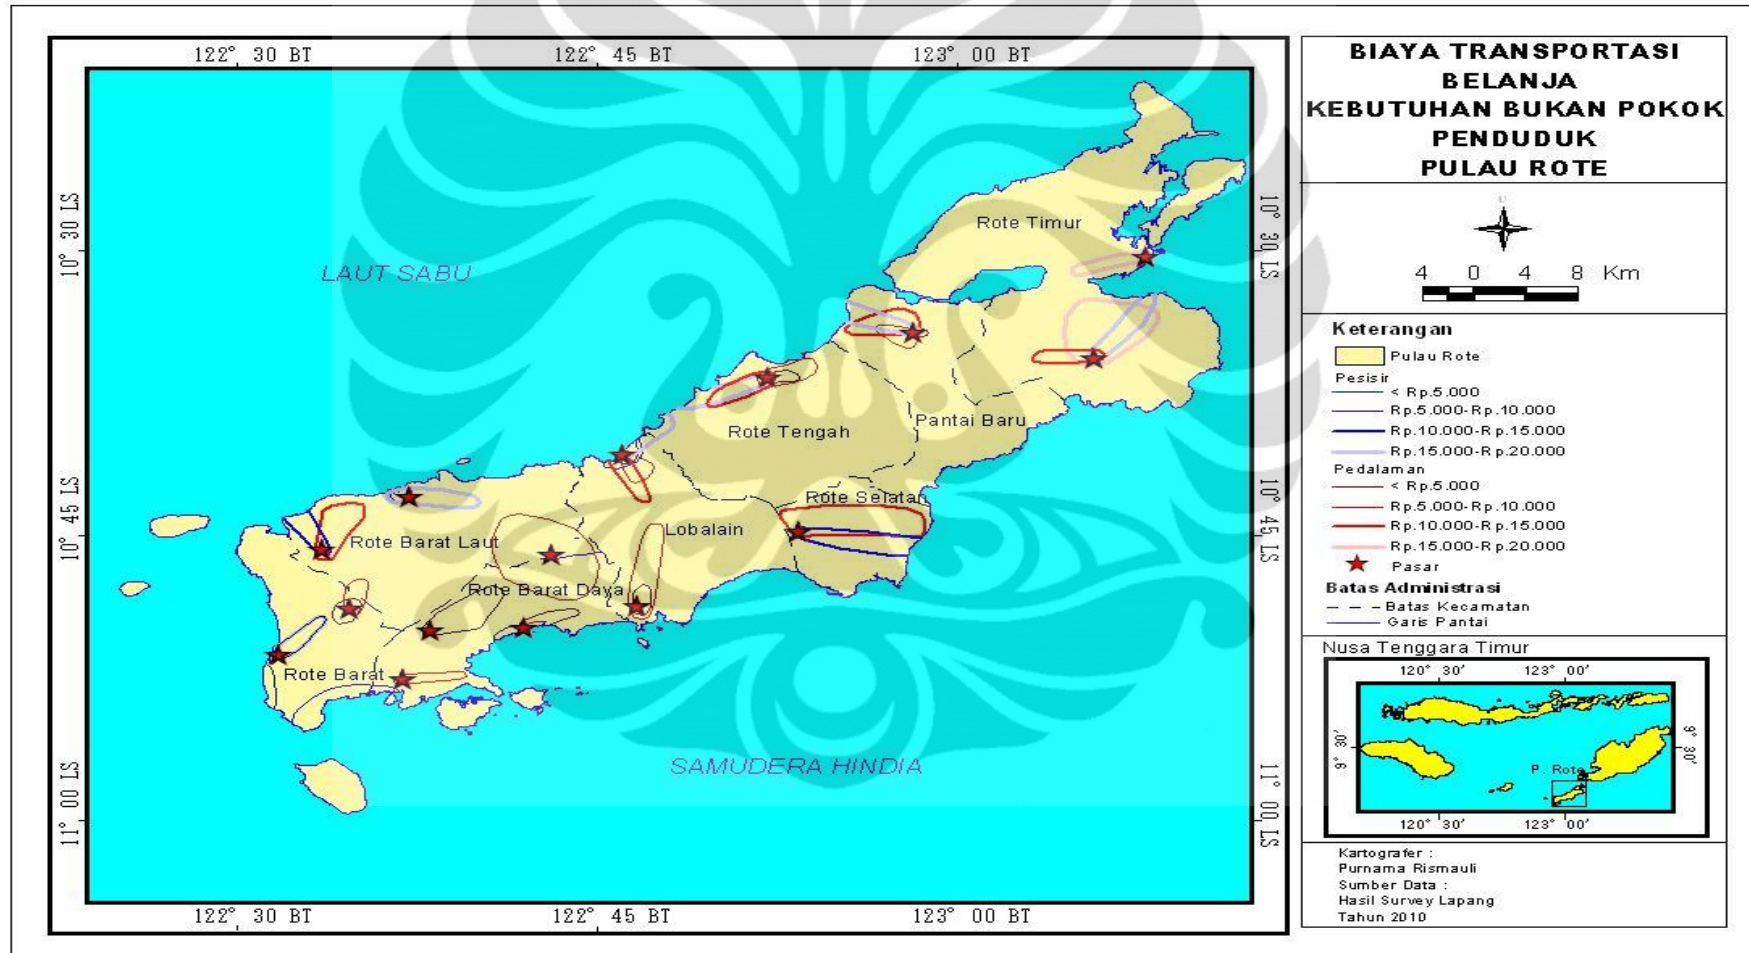 122° 30 BT
122° 45 BT
123° 00 BT
10° 30 LS
10° 45 LS
11° 00 LS
LAUT SABU
Rote Timur
Pantai Baru
Rote Tengah
Rote Selatan
Lobalain
Rote Barat Laut
Rote Barat Daya
Rote Barat
SAMUDERA HINDIA
10° 30 LS
10° 45 LS
11° 00 LS
122° 30 BT
122° 45 BT
123° 00 BT
BIAYA TRANSPORTASI
BELANJA
KEBUTUHAN BUKAN POKOK
PENDUDUK
PULAU ROTE
4 0 4 8 Km
Keterangan
Pulau Rote
Pesisir
< Rp.5.000
Rp.5.000-Rp.10.000
Rp.10.000-Rp.15.000
Rp.15.000-Rp.20.000
Pedalaman
< Rp.5.000
Rp.5.000-Rp.10.000
Rp.10.000-Rp.15.000
Rp.15.000-Rp.20.000
Pasar
Batas Administrasi
Batas Kecamatan
Garis Pantai
Nusa Tenggara Timur
120° 30' 123° 00'
9° 30'
9° 30'
P. Rote
120° 30' 123° 00'
Kartografer :
Purnama Rismauli
Sumber Data :
Hasil Survey Lapang
Tahun 2010